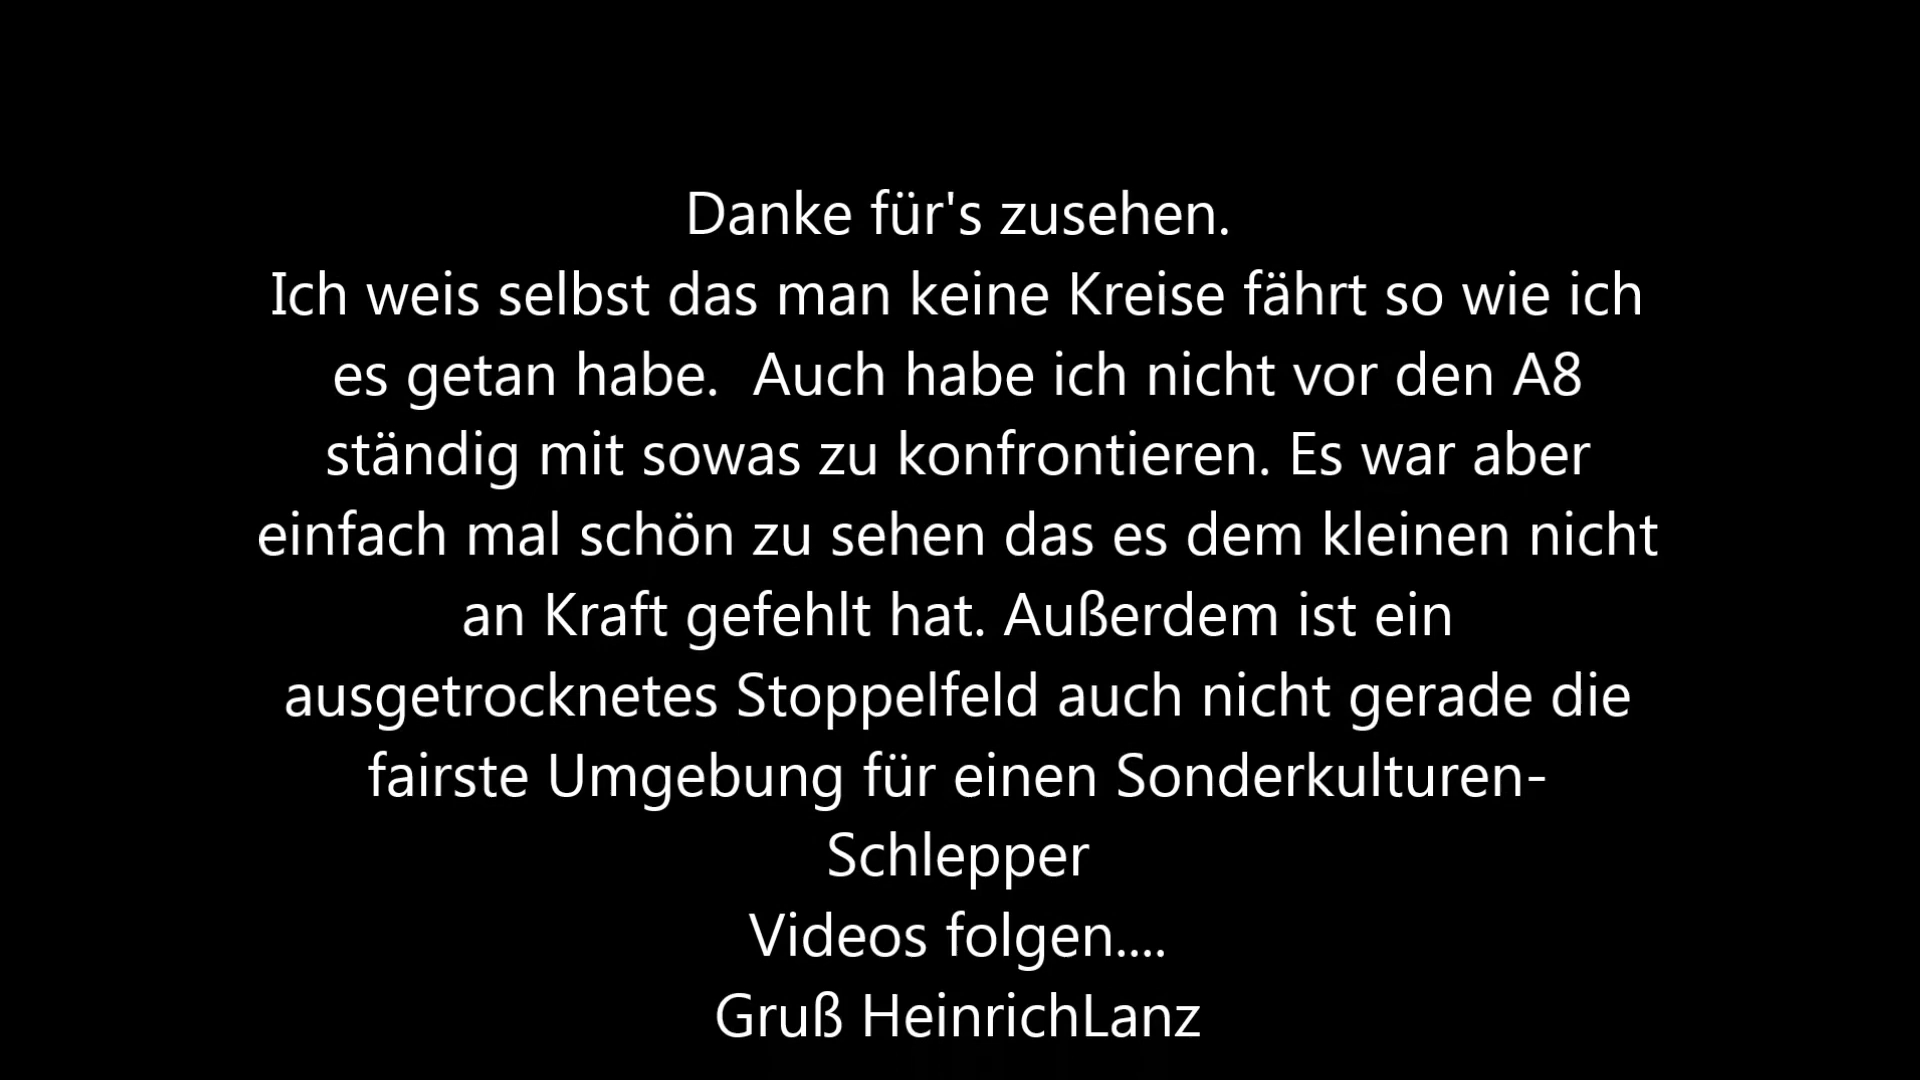 Danke für's zusehen.
Ich weis selbst das man keine Kreise fährt so wie ich
es getan habe.  Auch habe ich nicht vor den A8
ständig mit sowas zu konfrontieren. Es war aber
einfach mal schön zu sehen das es dem kleinen nicht
an Kraft gefehlt hat. Außerdem ist ein
ausgetrocknetes Stoppelfeld auch nicht gerade die
fairste Umgebung für einen Sonderkulturen-
Schlepper
Videos folgen....
Gruß HeinrichLanz